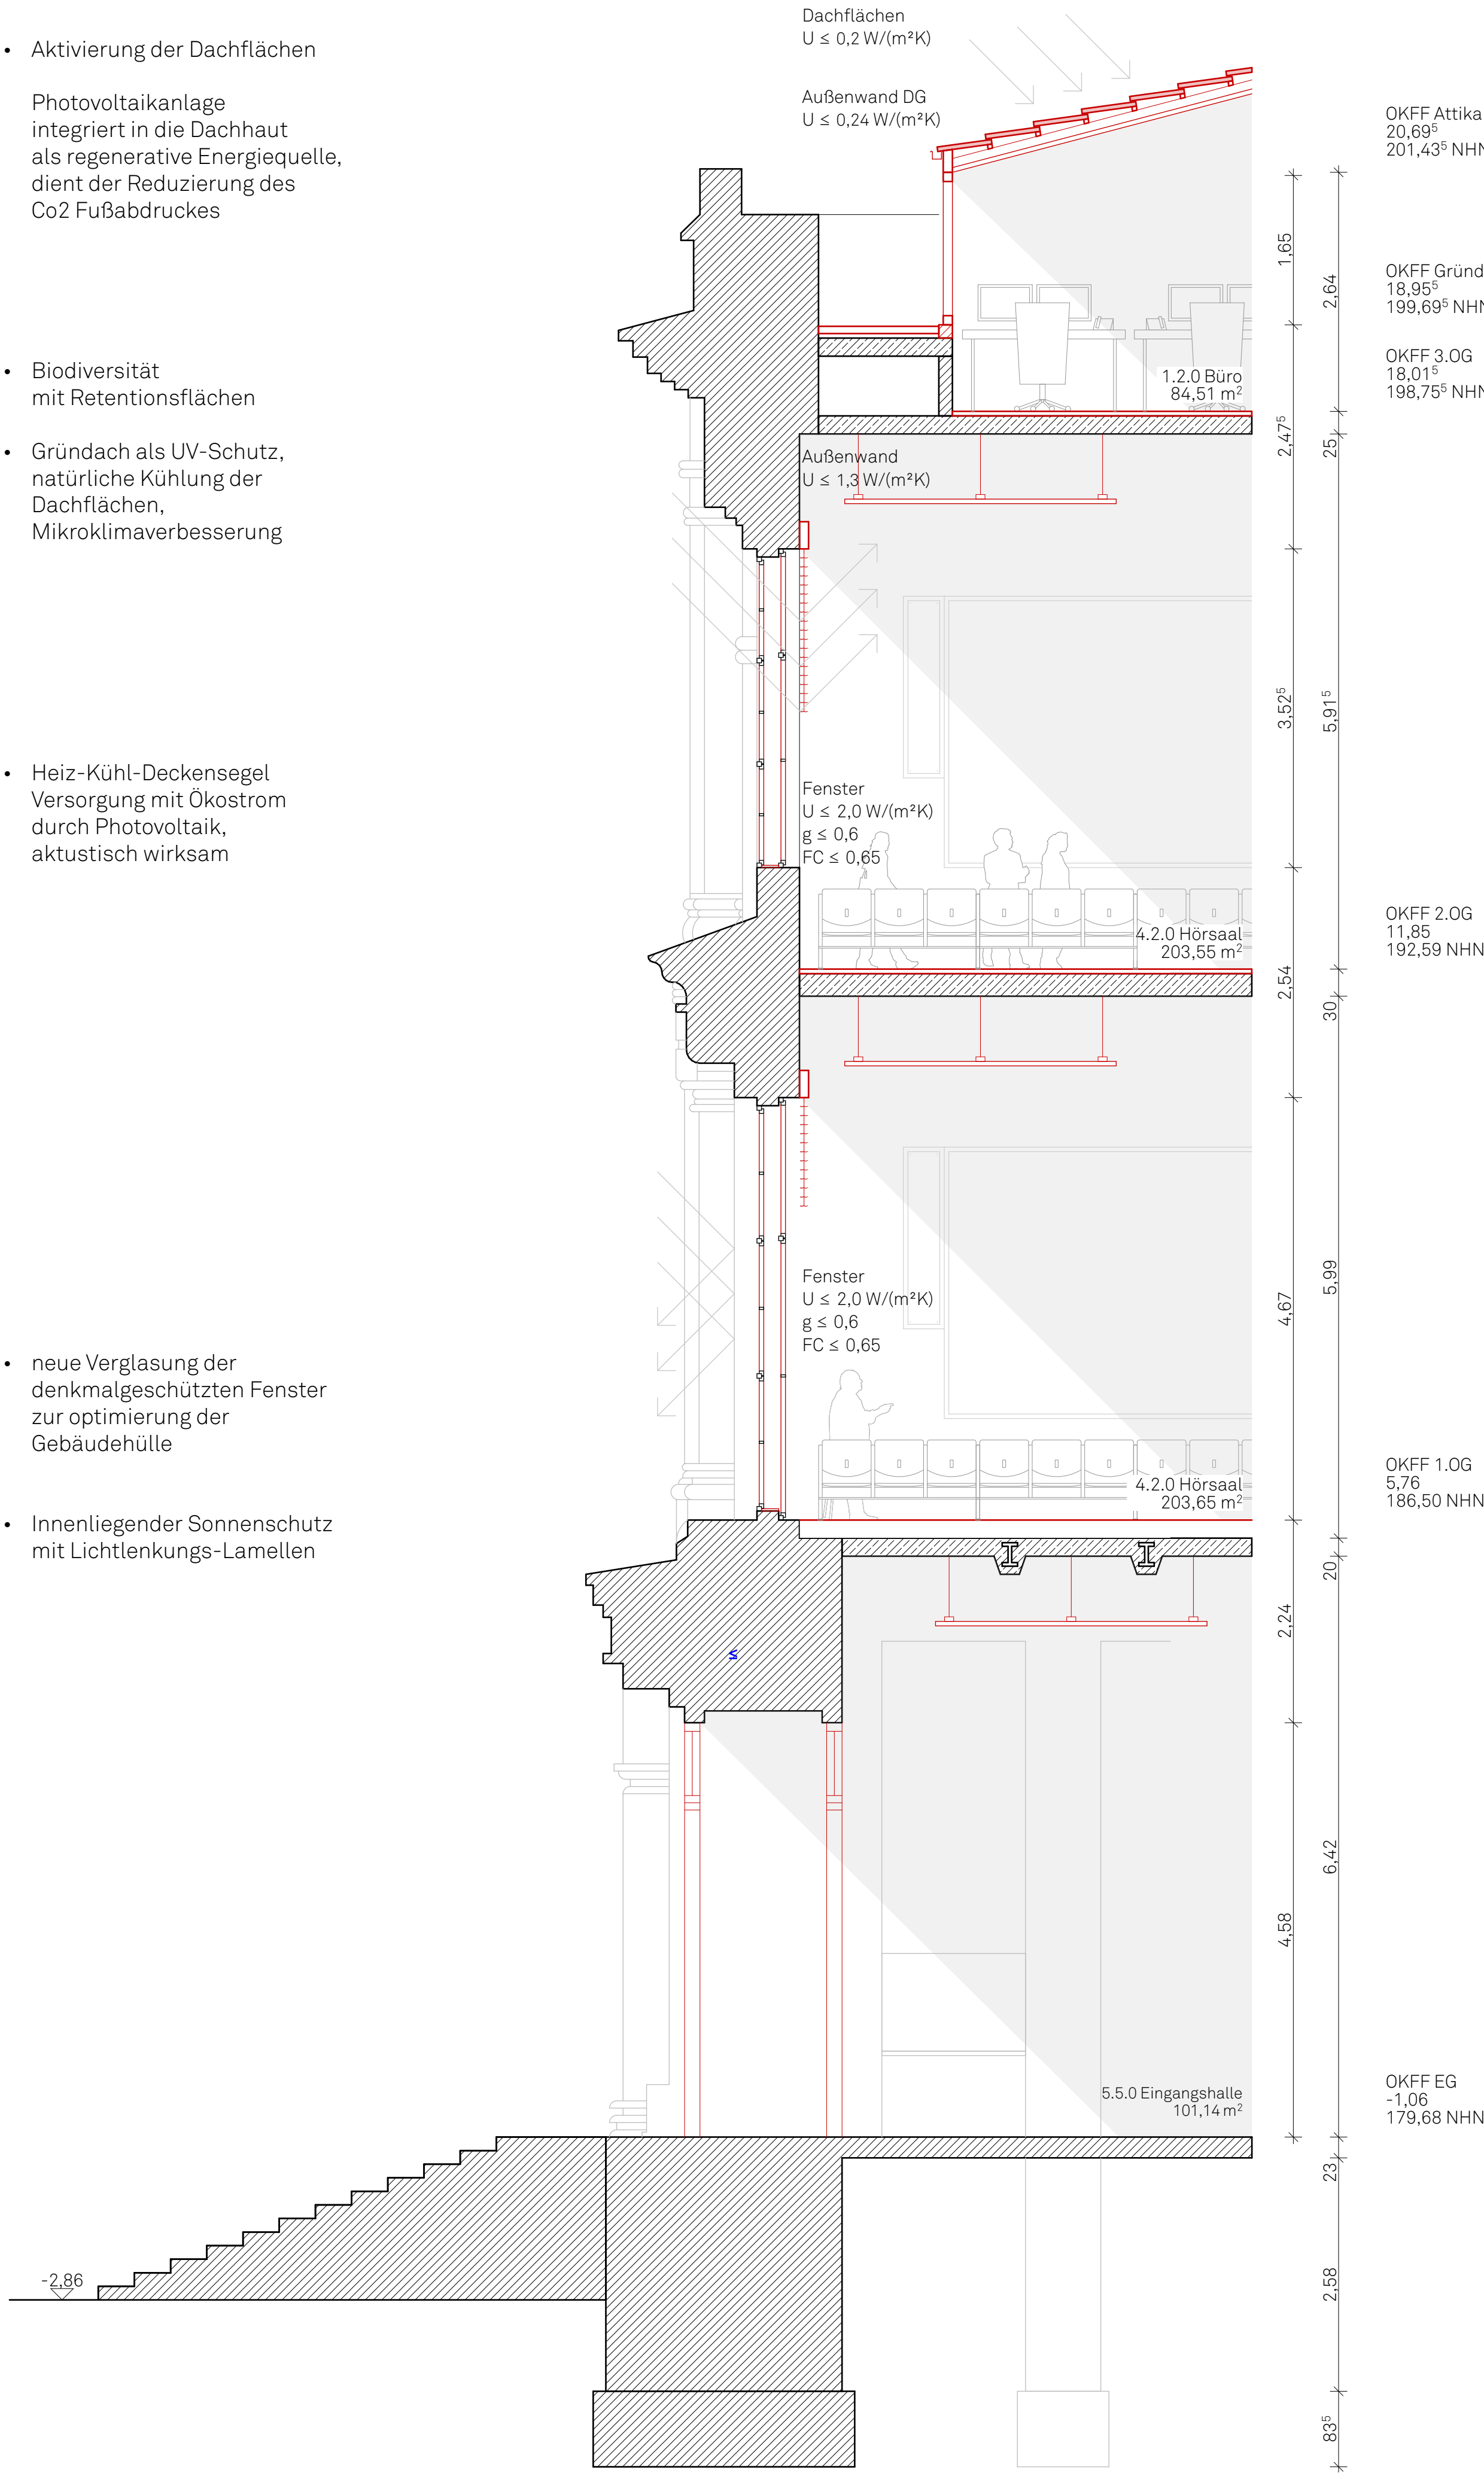 • Aktivierung der Dachflächen
Photovoltaikanlage
integriert in die Dachhaut
als regenerative Energiequelle,
dient der Reduzierung des
Co2 Fußabdruckes
• Biodiversität
mit Retentionsflächen
• Gründach als UV-Schutz,
natürliche Kühlung der
Dachflächen,
Mikroklimaverbesserung
• Heiz-Kühl-Deckensegel
Versorgung mit Ökostrom
durch Photovoltaik,
aktustisch wirksam
• neue Verglasung der
denkmalgeschützten Fenster
zur optimierung der
Gebäudehülle
• Innenliegender Sonnenschutz
mit Lichtlenkungs-Lamellen
-2,86
Dachflächen
U ≤ 0,2 W/(m²K)
Außenwand DG
U ≤ 0,24 W/(m²K)
1.2.0 Büro
84,51 m²
Außenwand
U ≤ 1,3 W/(m²K)
Fenster
U ≤ 2,0 W/(m²K)
g ≤ 0,6
FC ≤ 0,65
4.2.0 Hörsaal
203,55 m²
Fenster
U ≤ 2,0 W/(m²K)
g ≤ 0,6
FC ≤ 0,65
4.2.0 Hörsaal
203,65 m²
≤
5.5.0 Eingangshalle
101,14 m²
1,65
2,47⁵
3,52⁵
2,54
4,67
2,24
4,58
2,64
25
5,91⁵
30
5,99
20
6,42
23
2,58
83⁵
OKFF Attika
20,69⁵
201,43⁵ NHN
OKFF Gründ
18,95⁵
199,69⁵ NHN
OKFF 3.OG
18,01⁵
198,75⁵ NHN
OKFF 2.OG
11,85
192,59 NHN
OKFF 1.OG
5,76
186,50 NHN
OKFF EG
-1,06
179,68 NHN